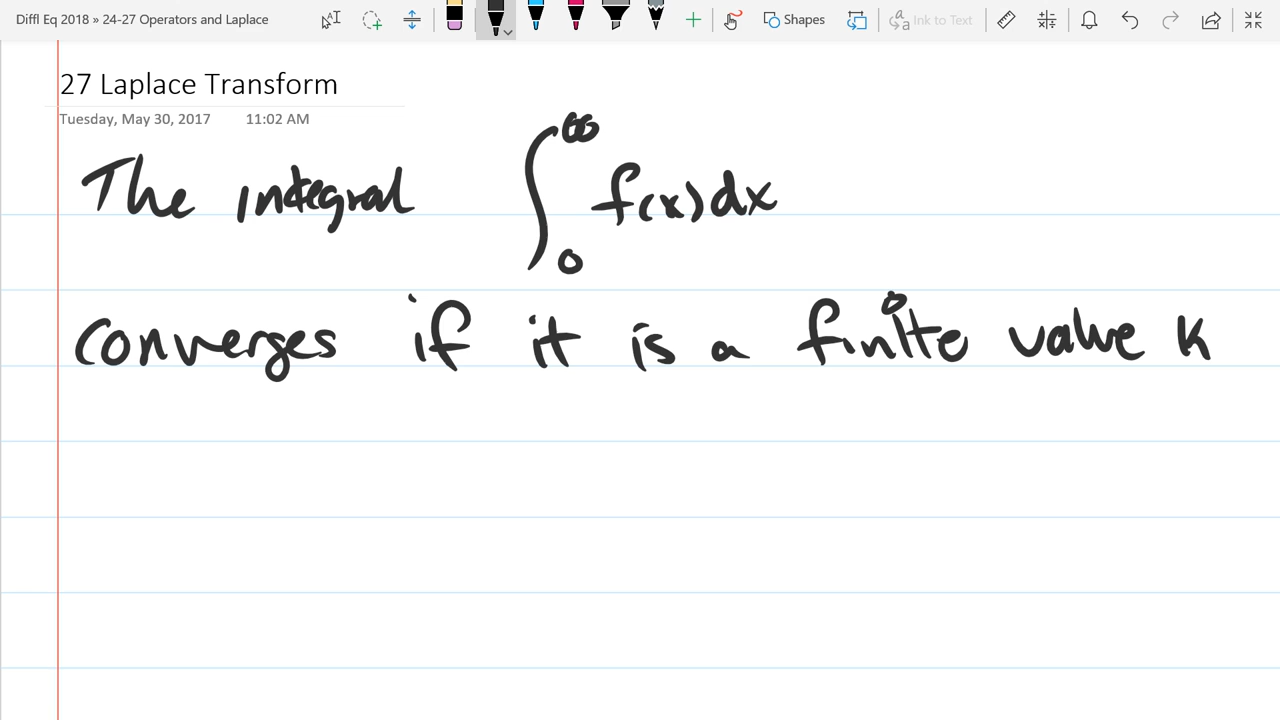 Diffl Eq 2018 » 24-27 Operators and Laplace
Shapes
Ink to Text
27 Laplace Transform
Tuesday, May 30, 2017 11:02 AM
The integral ∫₀^∞ f(x)dx
converges if it is a finite value K